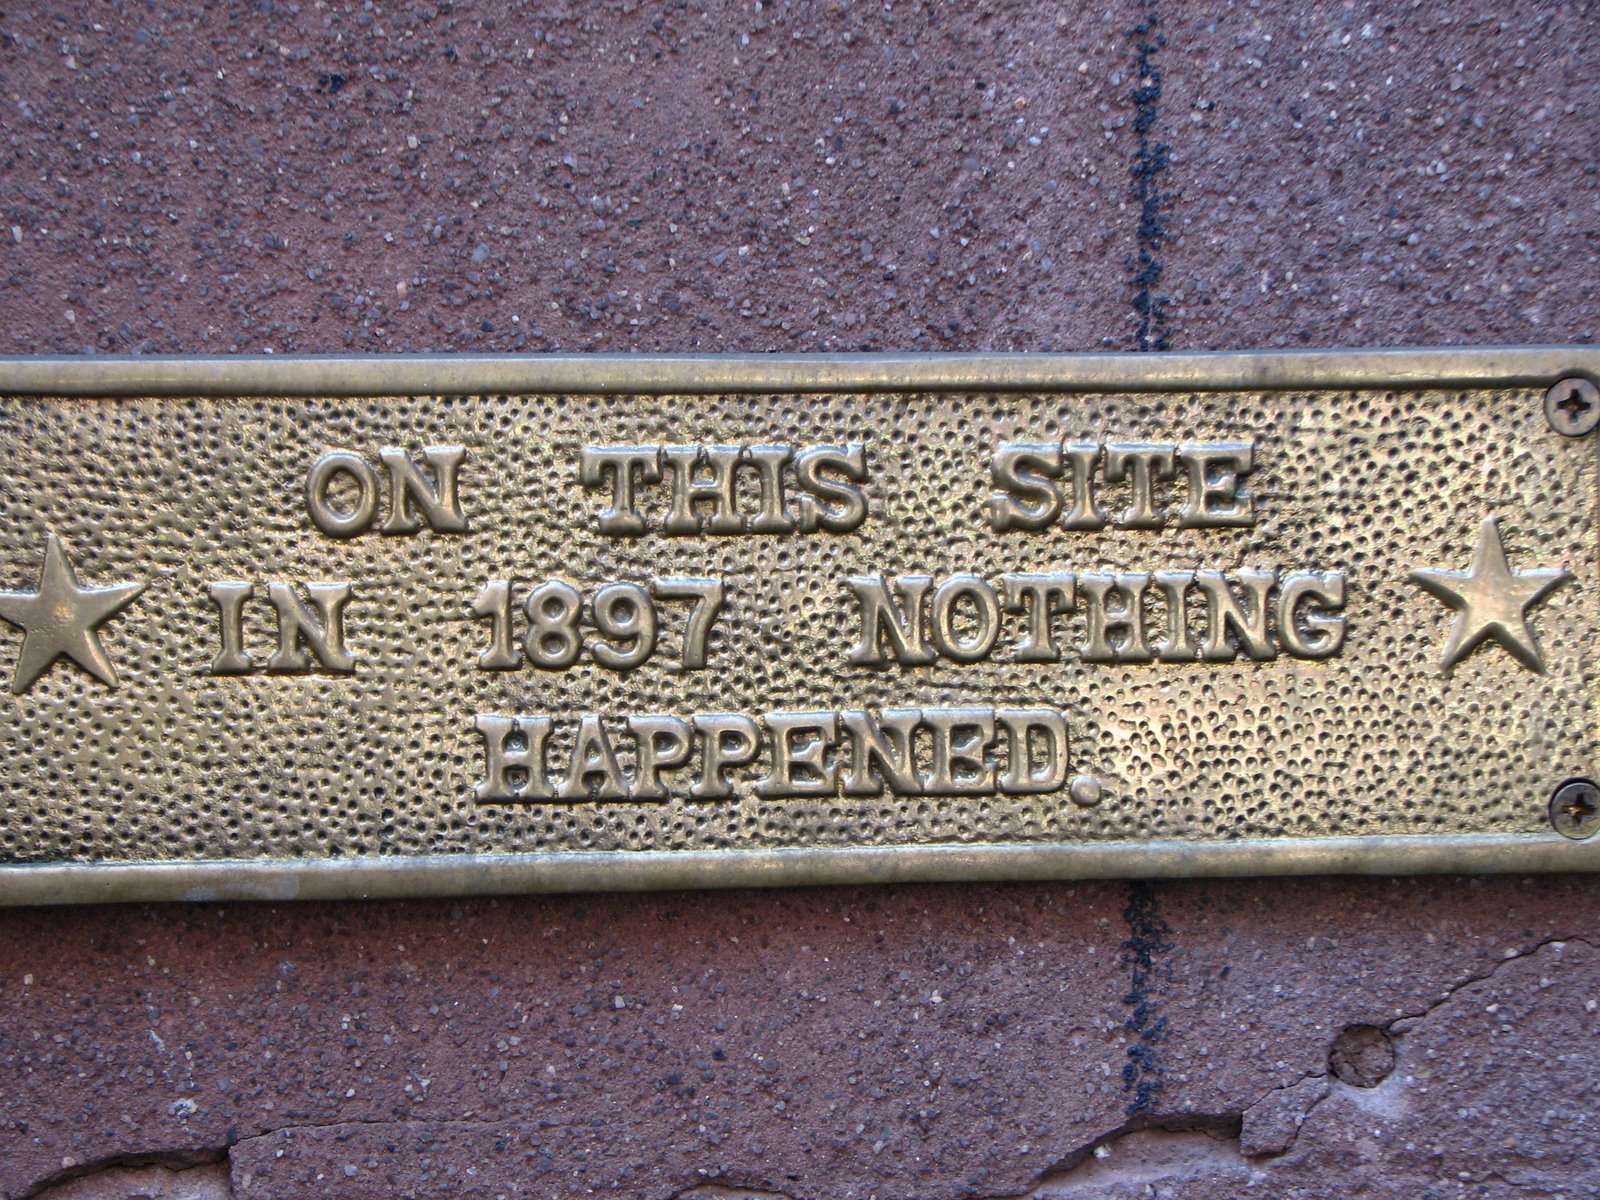 ON THIS SITE
IN 1897 NOTHING
HAPPENED.